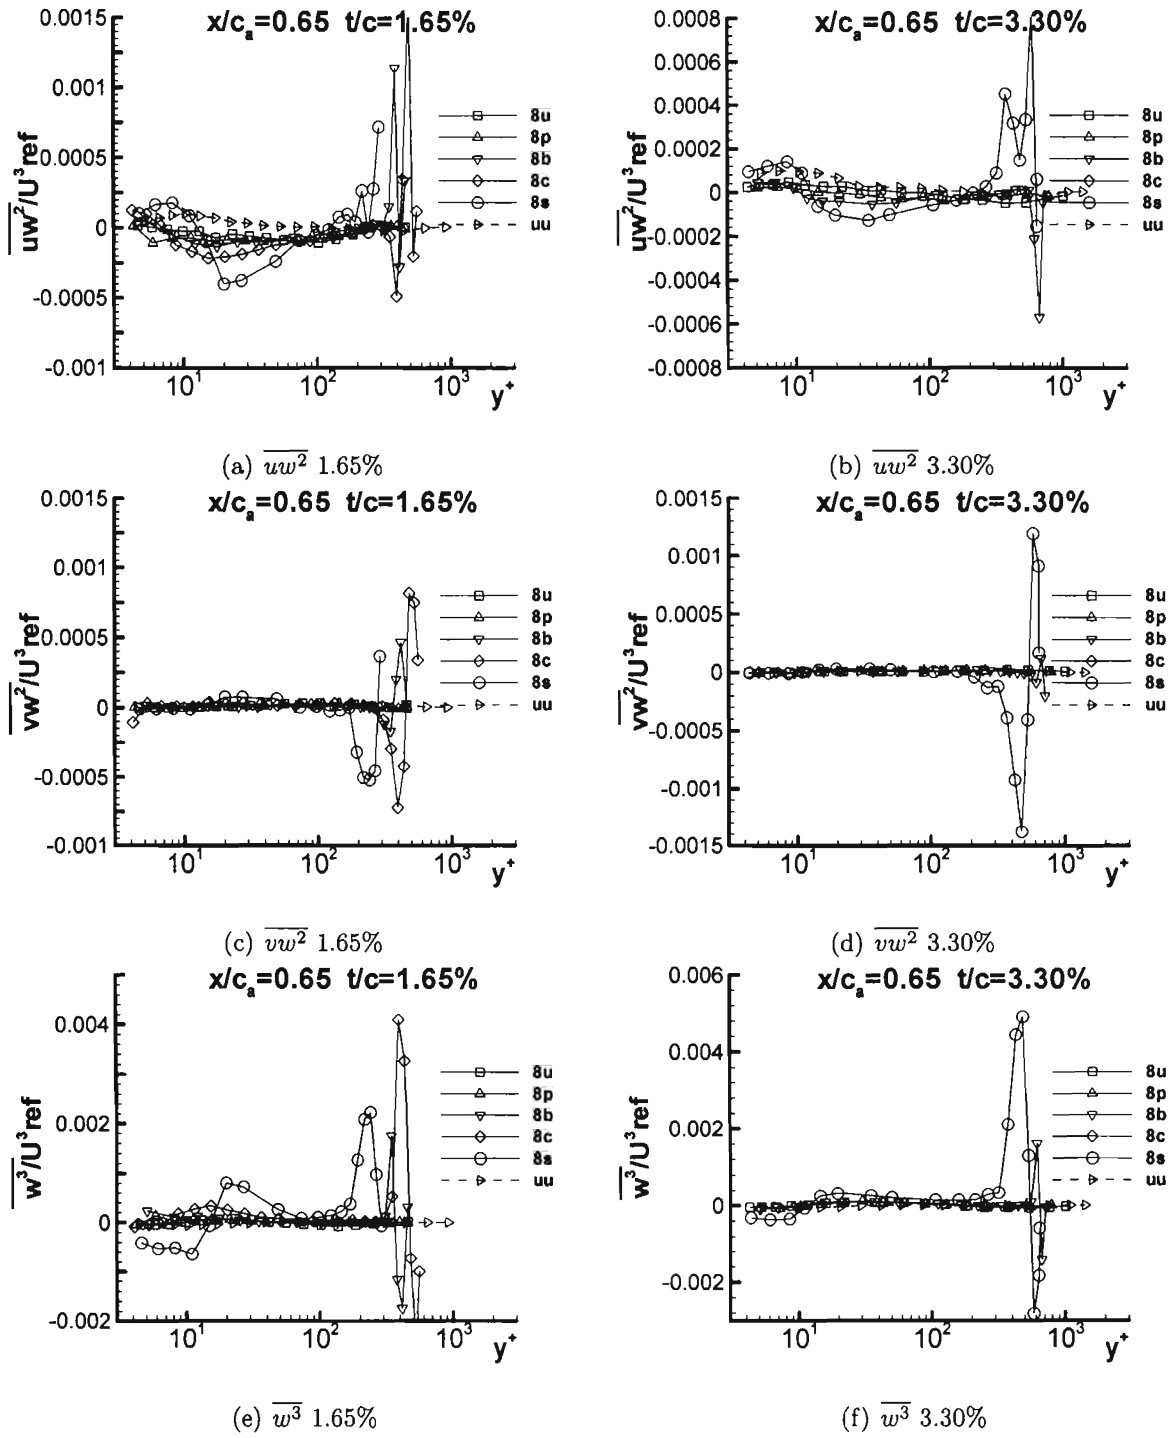 x/ca=0.65 t/c=1.65%
0.0015
0.001
0.0005
0
-0.0005
-0.001
uw²/U³ref
10¹ 10² 10³
y⁺
8u
8p
8b
8c
8s
uu
(a) uw² 1.65%
x/ca=0.65 t/c=3.30%
0.0008
0.0006
0.0004
0.0002
0
-0.0002
-0.0004
-0.0006
-0.0008
uw²/U³ref
10¹ 10² 10³
y⁺
8u
8p
8b
8c
8s
uu
(b) uw² 3.30%
x/ca=0.65 t/c=1.65%
0.0015
0.001
0.0005
0
-0.0005
-0.001
vw²/U³ref
10¹ 10² 10³
y⁺
8u
8p
8b
8c
8s
uu
(c) vw² 1.65%
x/ca=0.65 t/c=3.30%
0.0015
0.001
0.0005
0
-0.0005
-0.001
-0.0015
vw²/U³ref
10¹ 10² 10³
y⁺
8u
8p
8b
8c
8s
uu
(d) vw² 3.30%
x/ca=0.65 t/c=1.65%
0.004
0.002
0
-0.002
w³/U³ref
10¹ 10² 10³
y⁺
8u
8p
8b
8c
8s
uu
(e) w³ 1.65%
x/ca=0.65 t/c=3.30%
0.006
0.004
0.002
0
-0.002
w³/U³ref
10¹ 10² 10³
y⁺
8u
8p
8b
8c
8s
uu
(f) w³ 3.30%